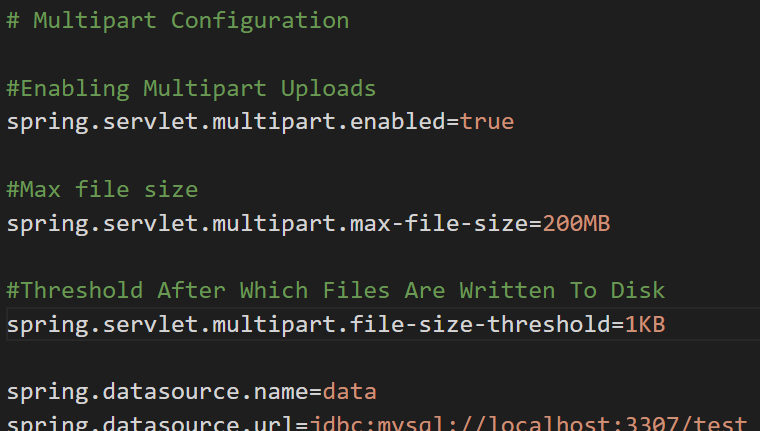 # Multipart Configuration
#Enabling Multipart Uploads
spring.servlet.multipart.enabled=true
#Max file size
spring.servlet.multipart.max-file-size=200MB
#Threshold After Which Files Are Written To Disk
spring.servlet.multipart.file-size-threshold=1KB
spring.datasource.name=data
spring.datasource.url=jdbc:mysql://localhost:3307/test